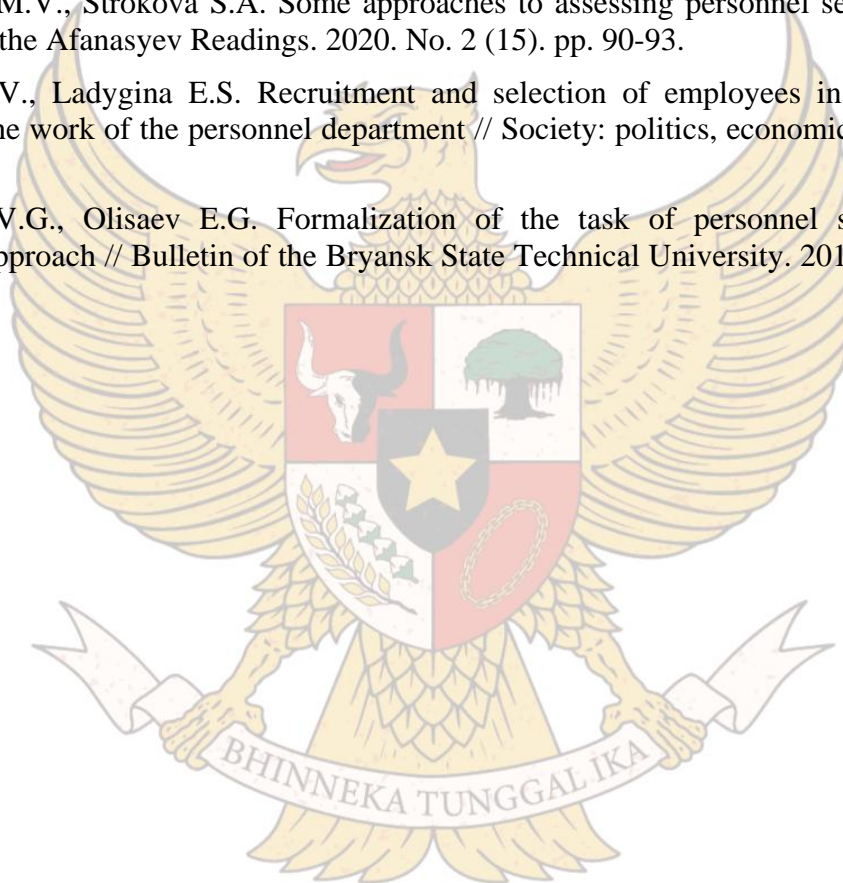 M.V., Strokova S.A. Some approaches to assessing personnel se
the Afanasyev Readings. 2020. No. 2 (15). pp. 90-93.
V., Ladygina E.S. Recruitment and selection of employees in
he work of the personnel department // Society: politics, economic
V.G., Olisaev E.G. Formalization of the task of personnel s
pproach // Bulletin of the Bryansk State Technical University. 201
BHINNEKA TUNGGAL IKA